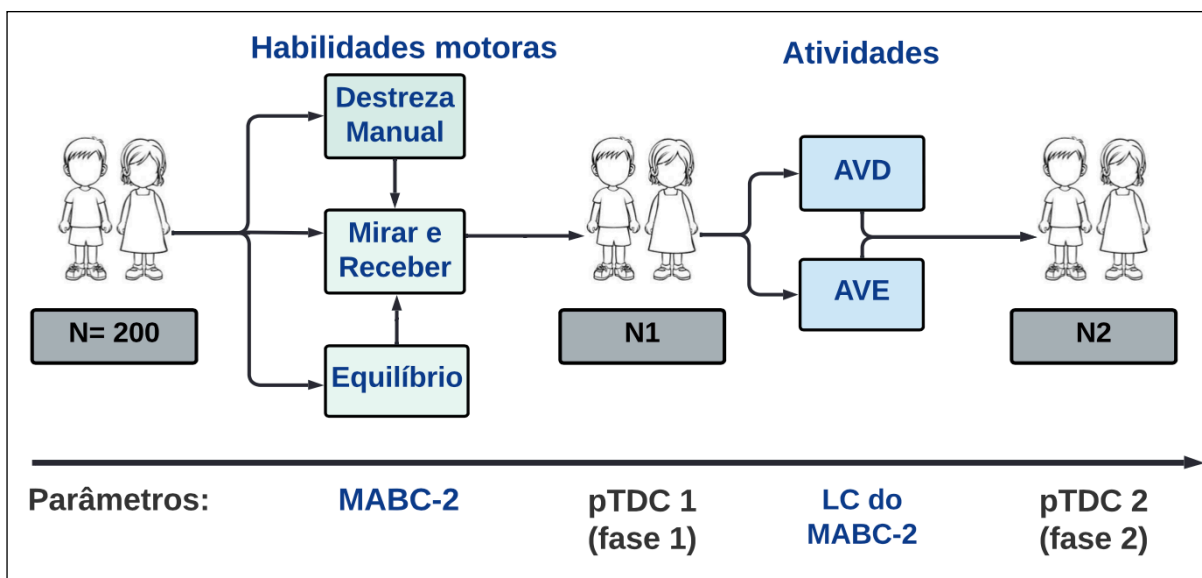 Habilidades motoras
Atividades
Destreza
Manual
Mirar e
Receber
Equilíbrio
AVD
AVE
N= 200
N1
N2
Parâmetros:
MABC-2
pTDC 1
(fase 1)
LC do
MABC-2
pTDC 2
(fase 2)